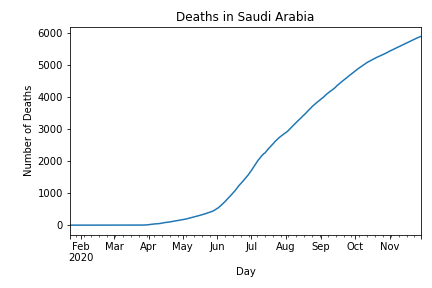 Deaths in Saudi Arabia
6000
5000
4000
3000
2000
1000
0
Number of Deaths
Feb Mar Apr May Jun Jul Aug Sep Oct Nov
2020
Day